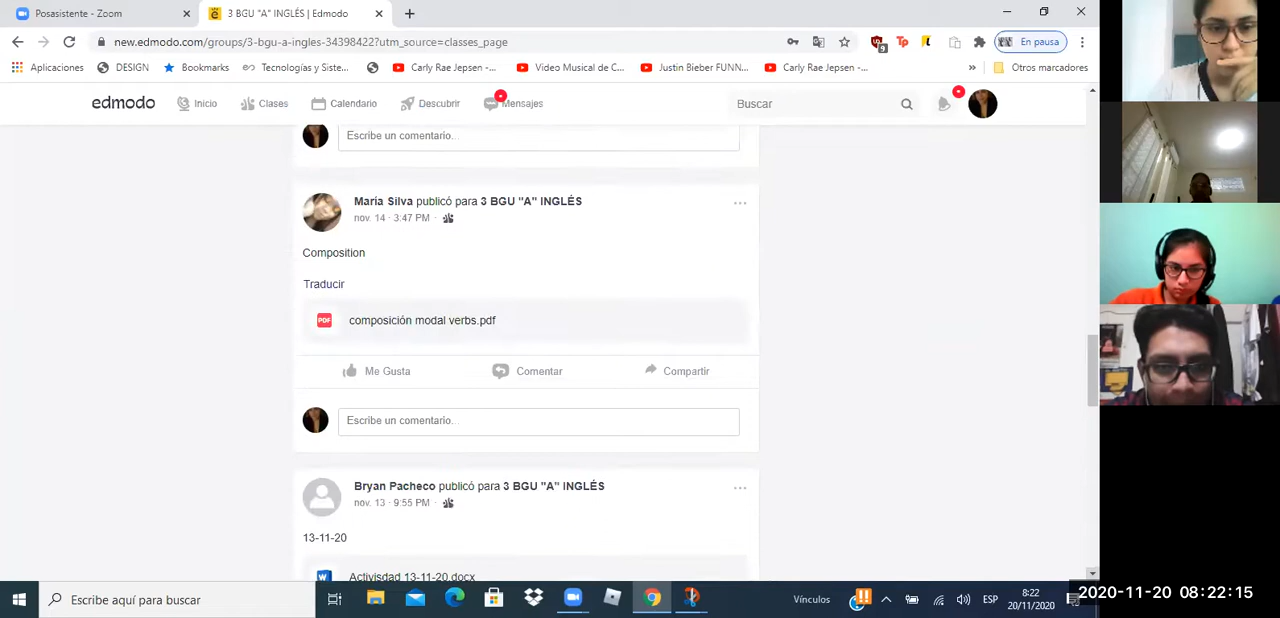 Posasistente - Zoom
3 BGU "A" INGLÉS | Edmodo
new.edmodo.com/groups/3-bgu-a-ingles-34398422?utm_source=classes_page
9
En pausa
Aplicaciones
DESIGN
Bookmarks
Tecnologías y Siste...
Carly Rae Jepsen -...
Video Musical de C...
Justin Bieber FUNN...
Carly Rae Jepsen -...
Otros marcadores
edmodo
Inicio
Clases
Calendario
Descubrir
Mensajes
Buscar
Escribe un comentario...
María Silva publicó para 3 BGU "A" INGLÉS
nov. 14 · 3:47 PM ·
Composition
Traducir
PDF
composición modal verbs.pdf
Me Gusta
Comentar
Compartir
Escribe un comentario...
Bryan Pacheco publicó para 3 BGU "A" INGLÉS
nov. 13 · 9:55 PM ·
13-11-20
Activisdad 13-11-20.docx
Escribe aquí para buscar
Vínculos
ESP
8:22
20/11/2020
2020-11-20 08:22:15